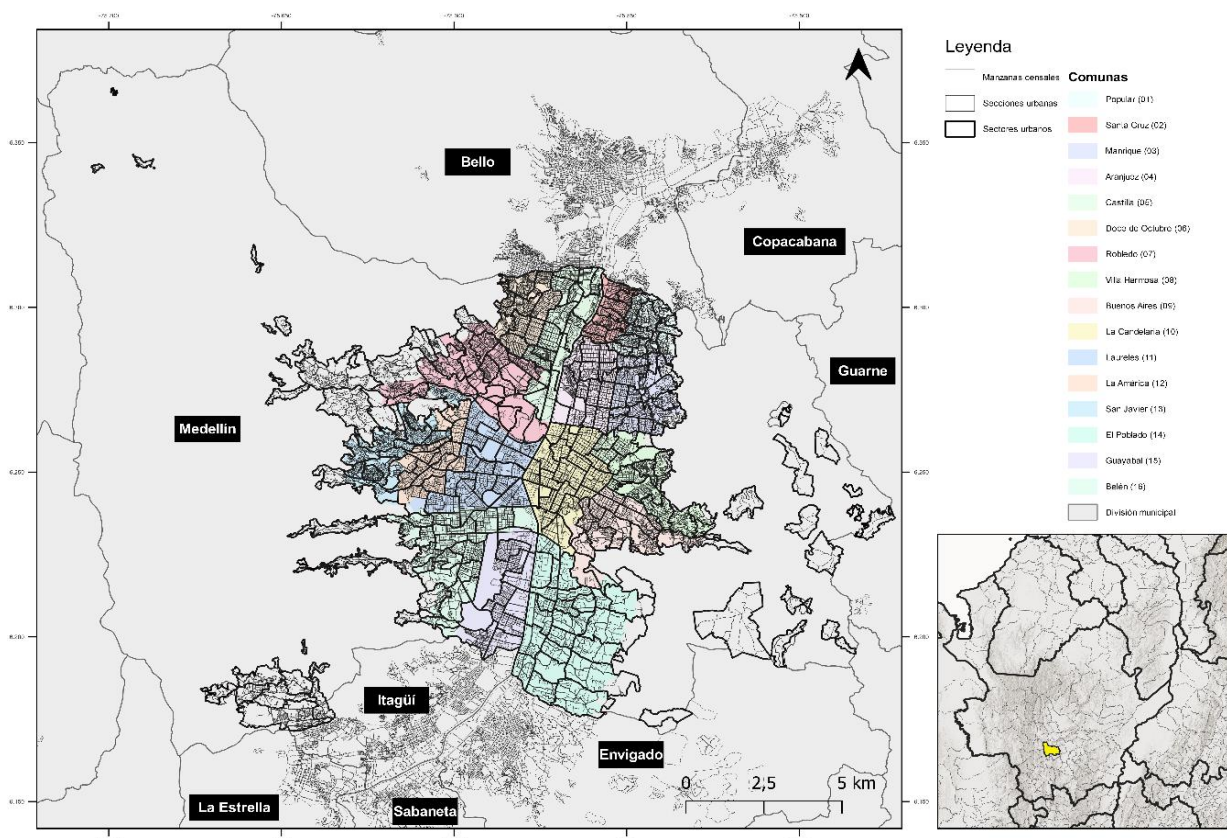 Leyenda
Manzanas censales
Secciones urbanas
Sectores urbanos
Comunas
Popular (01)
Santa Cruz (02)
Manrique (03)
Aranjuez (04)
Castilla (05)
Doce de Octubre (06)
Robledo (07)
Villa Hermosa (08)
Buenos Aires (09)
La Candelaria (10)
Laureles (11)
La América (12)
San Javier (13)
El Poblado (14)
Guayabal (15)
Belén (16)
División municipal
Bello
Copacabana
Guarne
Medellín
Itagüí
Envigado
La Estrella
Sabaneta
0 2,5 5 km